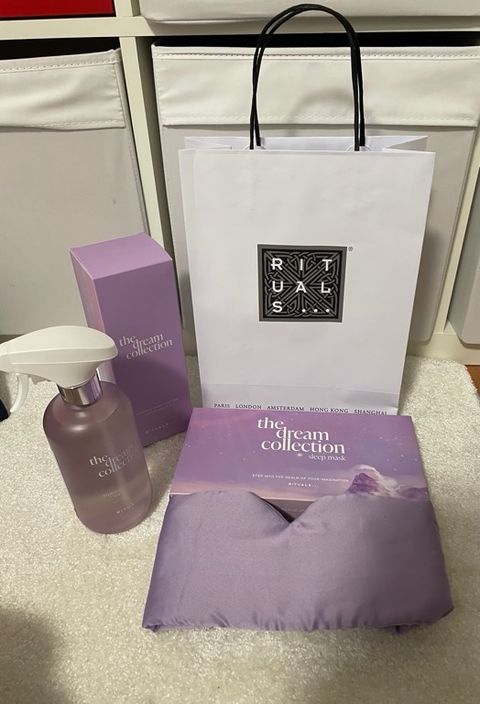 RIT
UAL
S...
®
PARIS LONDON AMSTERDAM HONG KONG SHANGHAI
the
dream
collection
RITUALS...
the
dream
collection
the
dream
collection
sleep mask
STEP INTO THE REALM OF YOUR IMAGINATION
RITUALS...